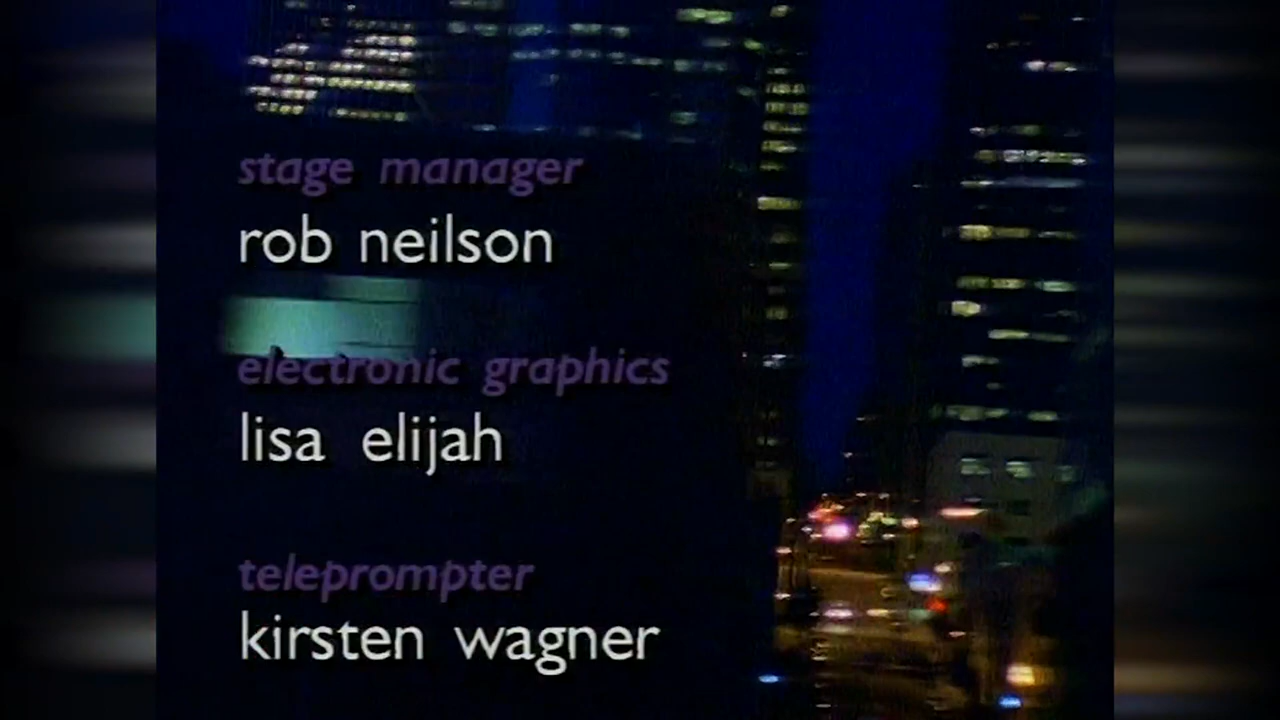 stage manager
rob neilson
electronic graphics
lisa elijah
teleprompter
kirsten wagner